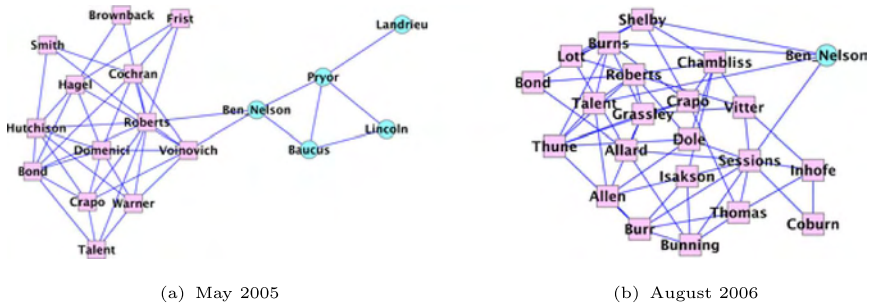 Brownback
Frist
Smith
Cochran
Hagel
Hutchison
Roberts
Domenici
Voinovich
Bond
Crapo
Warner
Talent
Landrieu
Pryor
Ben_Nelson
Lincoln
Baucus
(a) May 2005
Shelby
Burns
Ben_Nelson
Lott
Chambliss
Roberts
Bond
Talent
Crapo
Grassley
Vitter
Thune
Dole
Allard
Sessions
Isakson
Inhofe
Allen
Thomas
Burr
Coburn
Bunning
(b) August 2006